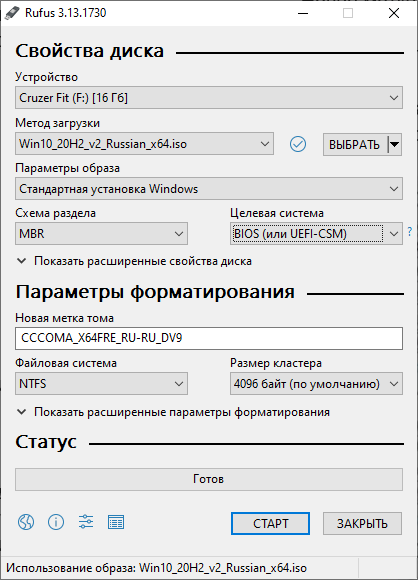 Rufus 3.13.1730
Свойства диска
Устройство
Cruzer Fit (F:) [16 Гб]
Метод загрузки
Win10_20H2_v2_Russian_x64.iso
ВЫБРАТЬ
Параметры образа
Стандартная установка Windows
Схема раздела Целевая система
MBR BIOS (или UEFI-CSM) ?
Показать расширенные свойства диска
Параметры форматирования
Новая метка тома
CCCOMA_X64FRE_RU-RU_DV9
Файловая система Размер кластера
NTFS 4096 байт (по умолчанию)
Показать расширенные параметры форматирования
Статус
Готов
СТАРТ ЗАКРЫТЬ
Использование образа: Win10_20H2_v2_Russian_x64.iso